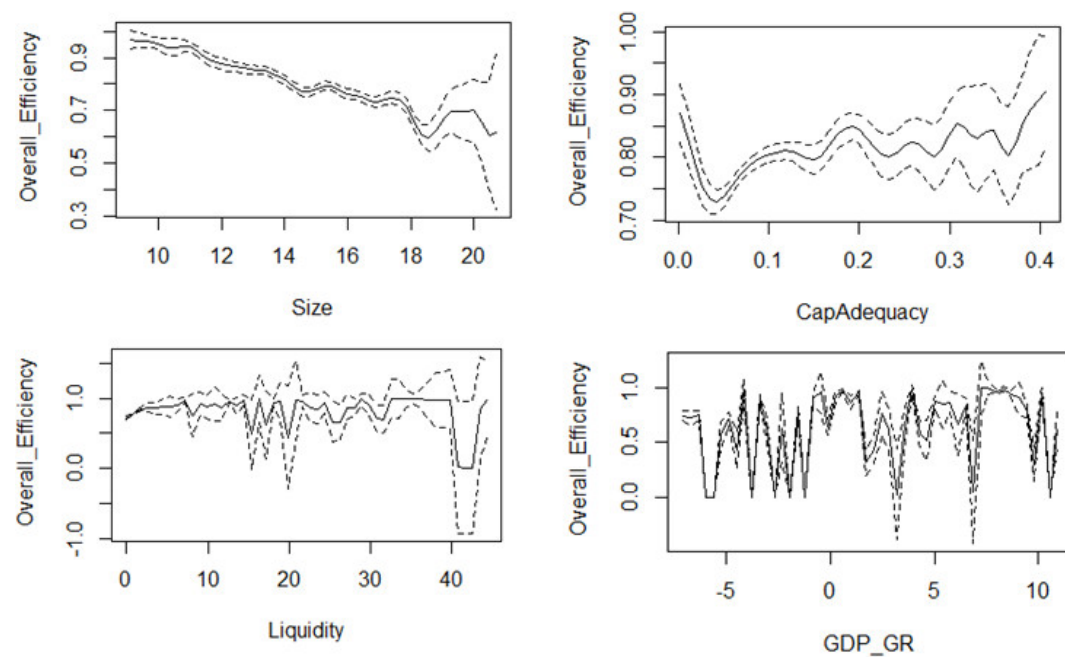 Overall_Efficiency
0.3 0.5 0.7 0.9
10 12 14 16 18 20
Size
Overall_Efficiency
0.70 0.80 0.90 1.00
0.0 0.1 0.2 0.3 0.4
CapAdequacy
Overall_Efficiency
-1.0 0.0 1.0
0 10 20 30 40
Liquidity
Overall_Efficiency
0.0 0.5 1.0
-5 0 5 10
GDP_GR